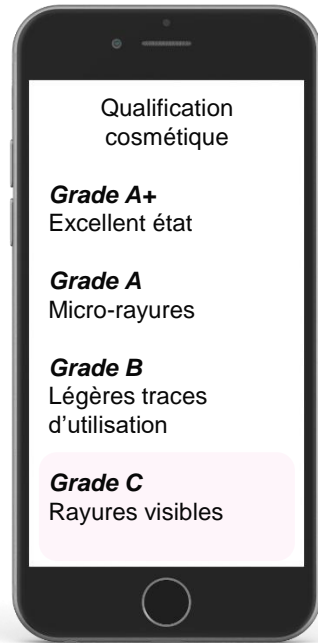 Qualification
cosmétique
Grade A+
Excellent état
Grade A
Micro-rayures
Grade B
Légères traces
d’utilisation
Grade C
Rayures visibles